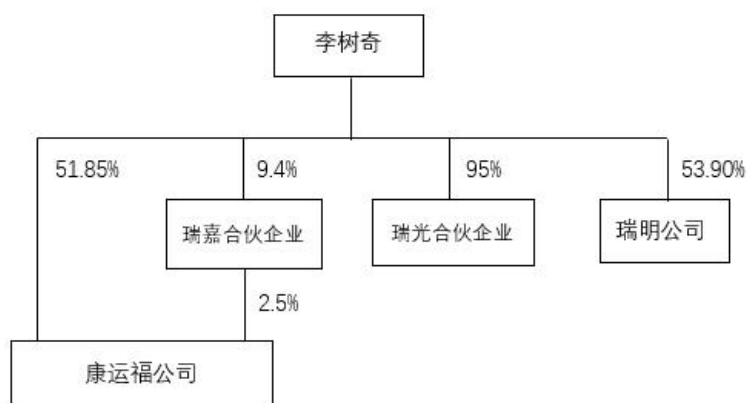 李树奇
51.85%
9.4%
95%
53.90%
瑞嘉合伙企业
瑞光合伙企业
瑞明公司
2.5%
康运福公司